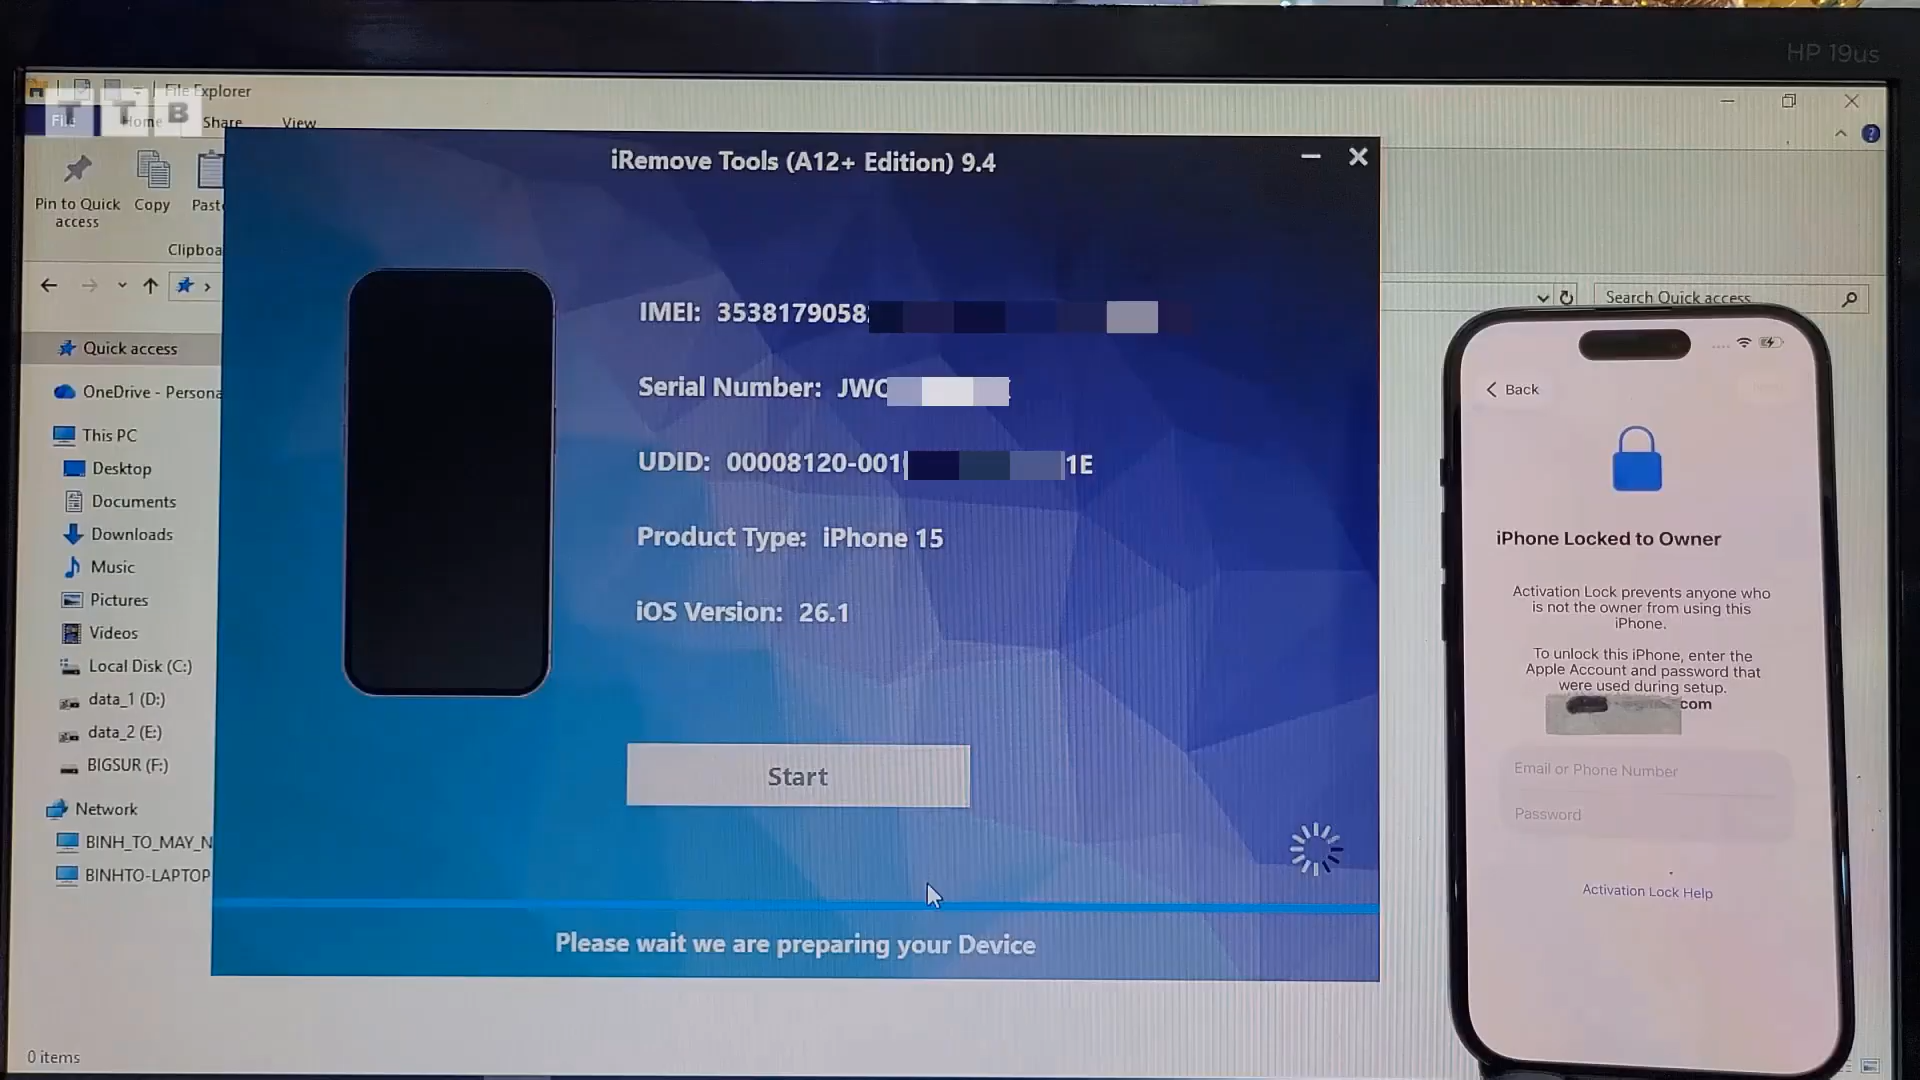 HP 19us
File Explorer
T T B
File
Home
Share
View
Pin to Quick access
Copy
Paste
Clipboa
Search Quick access
Quick access
OneDrive - Persona
This PC
Desktop
Documents
Downloads
Music
Pictures
Videos
Local Disk (C:)
data_1 (D:)
data_2 (E:)
BIGSUR (F:)
Network
BINH_TO_MAY_N
BINHTO-LAPTOP
0 items
iRemove Tools (A12+ Edition) 9.4
IMEI: 3538179058
Serial Number: JWC
UDID: 00008120-001 1E
Product Type: iPhone 15
iOS Version: 26.1
Start
Please wait we are preparing your Device
Back
iPhone Locked to Owner
Activation Lock prevents anyone who
is not the owner from using this
iPhone.
To unlock this iPhone, enter the
Apple Account and password that
were used during setup.
com
Email or Phone Number
Password
Activation Lock Help